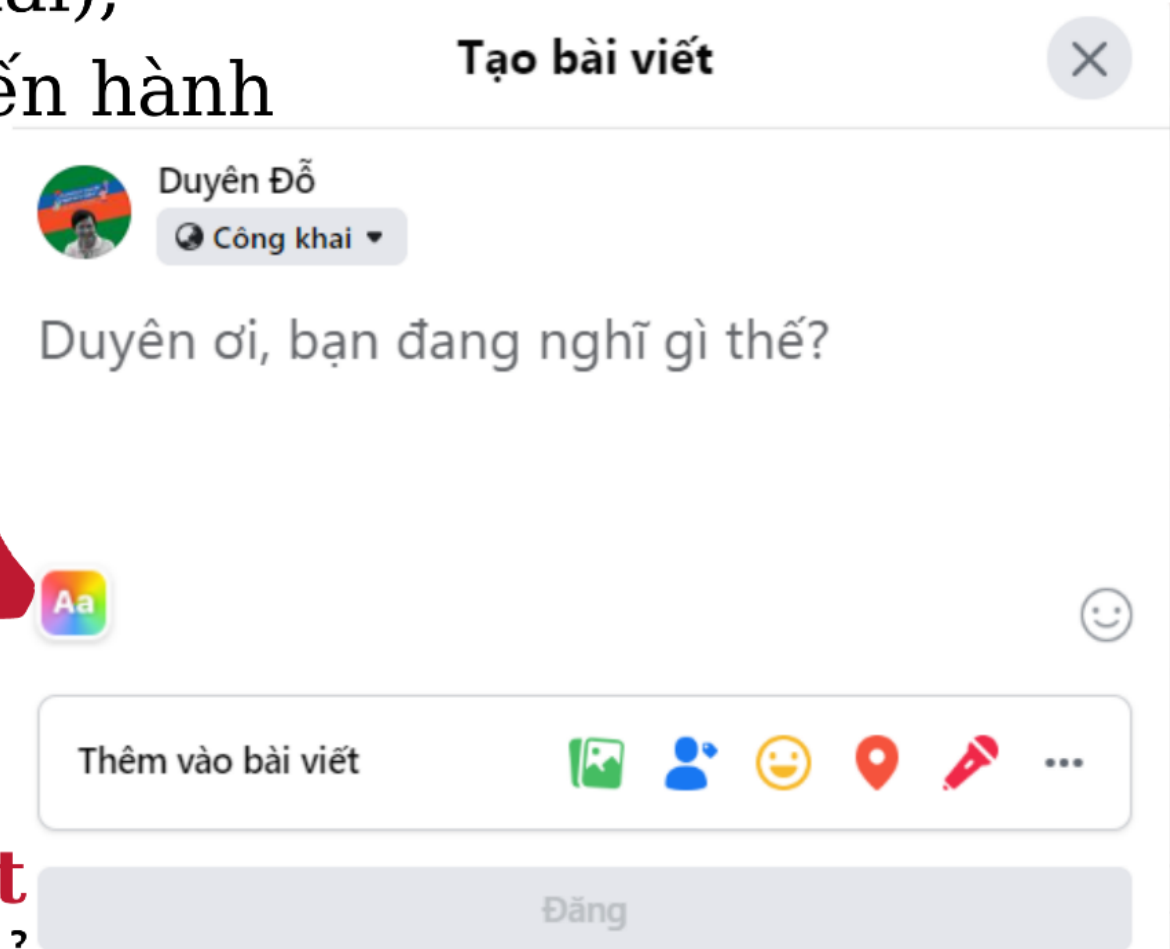 Tạo bài viết
ến hành
Duyên Đỗ
Công khai
Duyên ơi, bạn đang nghĩ gì thế?
Aa
Thêm vào bài viết
t
Đăng
?